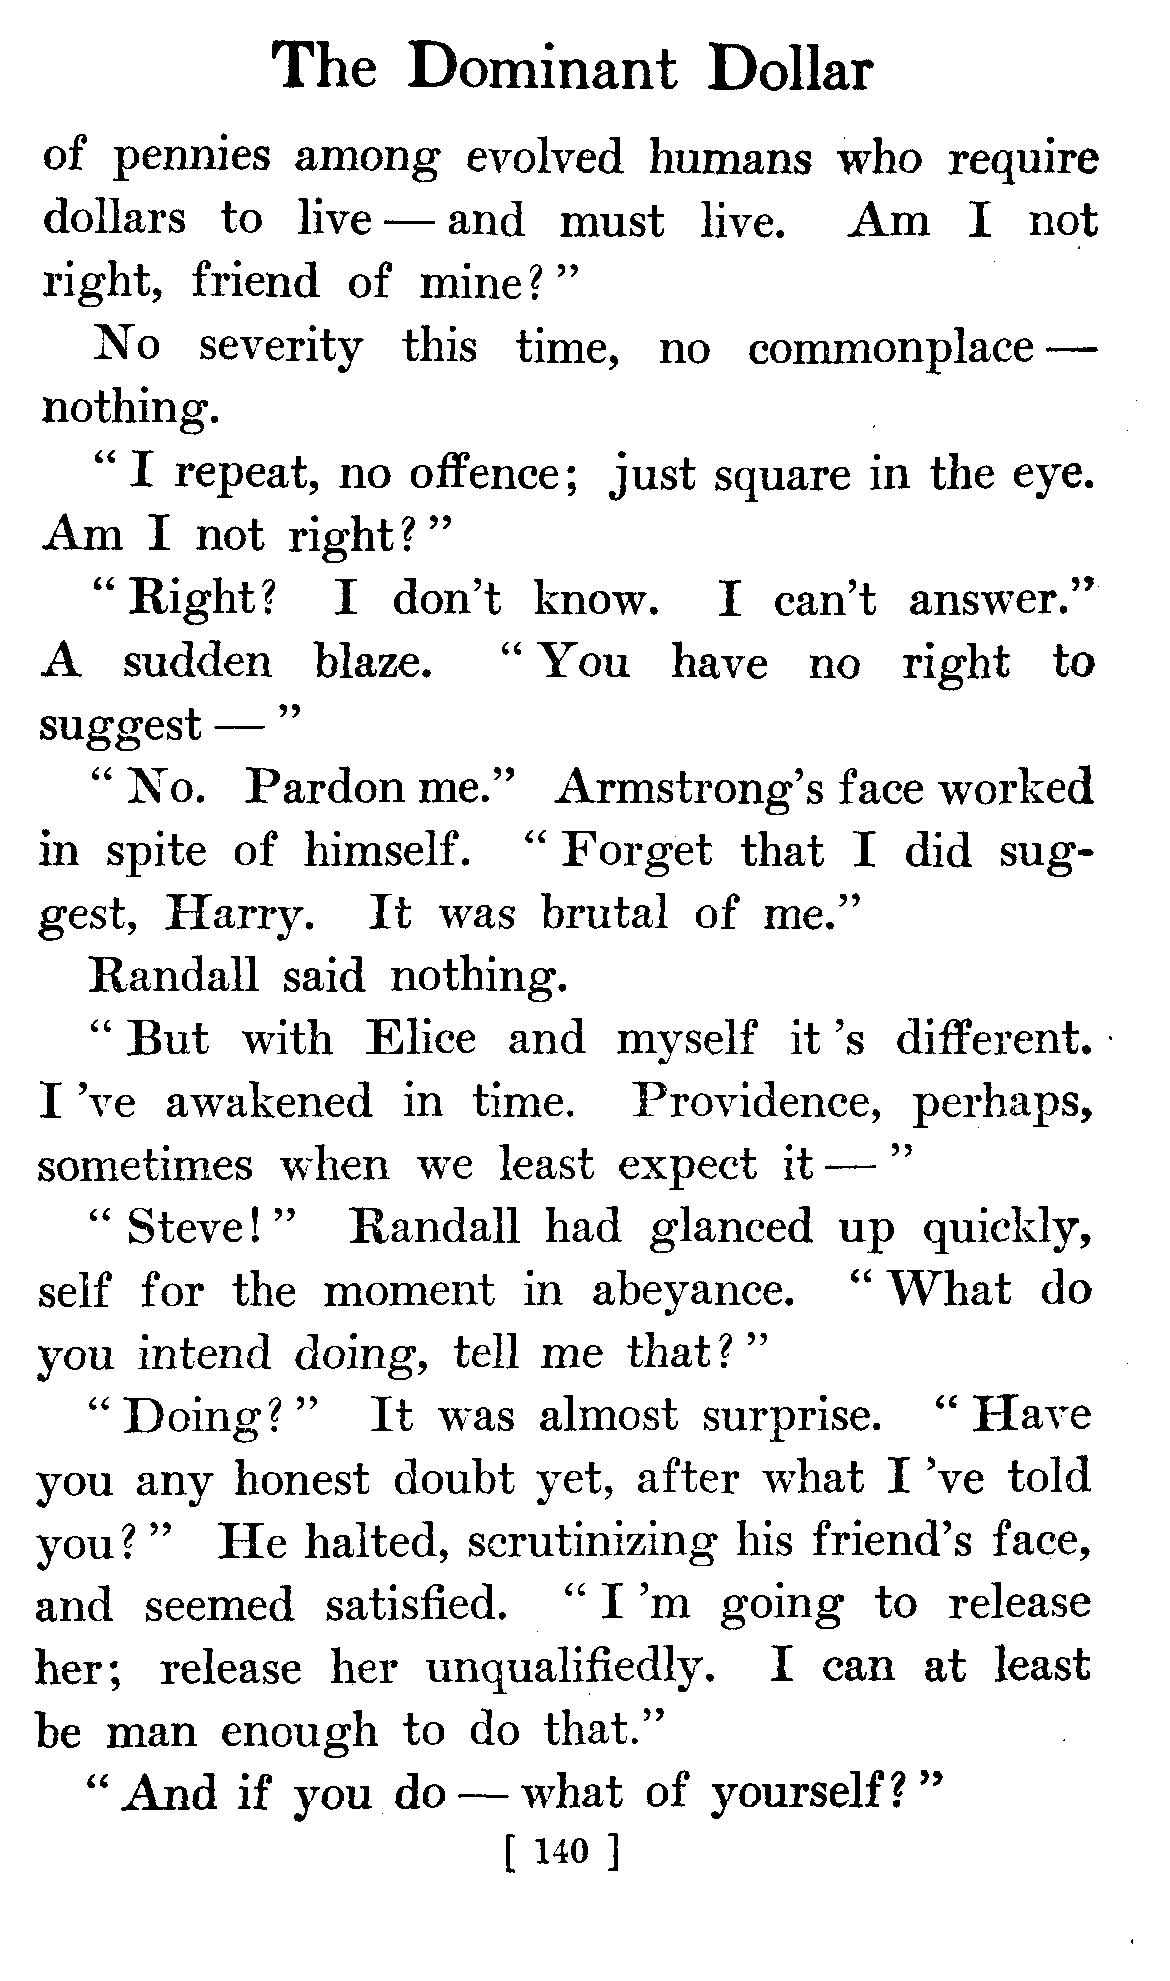 The Dominant Dollar
of pennies among evolved humans who require
dollars to live — and must live. Am I not
right, friend of mine? ”
No severity this time, no commonplace —
nothing.
“ I repeat, no offence; just square in the eye.
Am I not right? ”
“ Right? I don’t know. I can’t answer.”
A sudden blaze. “ You have no right to
suggest — ”
“ No. Pardon me.” Armstrong’s face worked
in spite of himself. “ Forget that I did sug-
gest, Harry. It was brutal of me.”
Randall said nothing.
“ But with Elice and myself it ’s different.
I ’ve awakened in time. Providence, perhaps,
sometimes when we least expect it — ”
“ Steve! ” Randall had glanced up quickly,
self for the moment in abeyance. “ What do
you intend doing, tell me that? ”
“ Doing? ” It was almost surprise. “ Have
you any honest doubt yet, after what I ’ve told
you? ” He halted, scrutinizing his friend’s face,
and seemed satisfied. “ I ’m going to release
her; release her unqualifiedly. I can at least
be man enough to do that.”
“ And if you do — what of yourself? ”
[ 140 ]